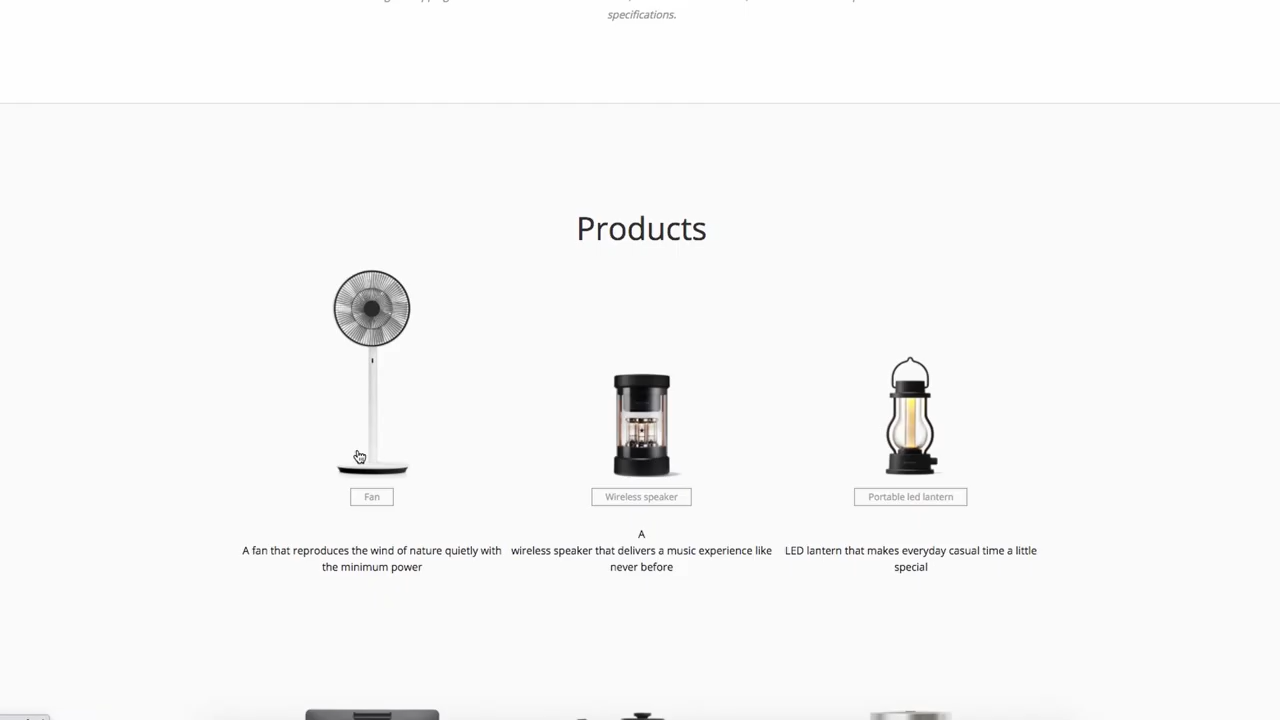 specifications.
Products
Fan
Wireless speaker
Portable led lantern
A fan that reproduces the wind of nature quietly with
the minimum power
A
wireless speaker that delivers a music experience like
never before
LED lantern that makes everyday casual time a little
special